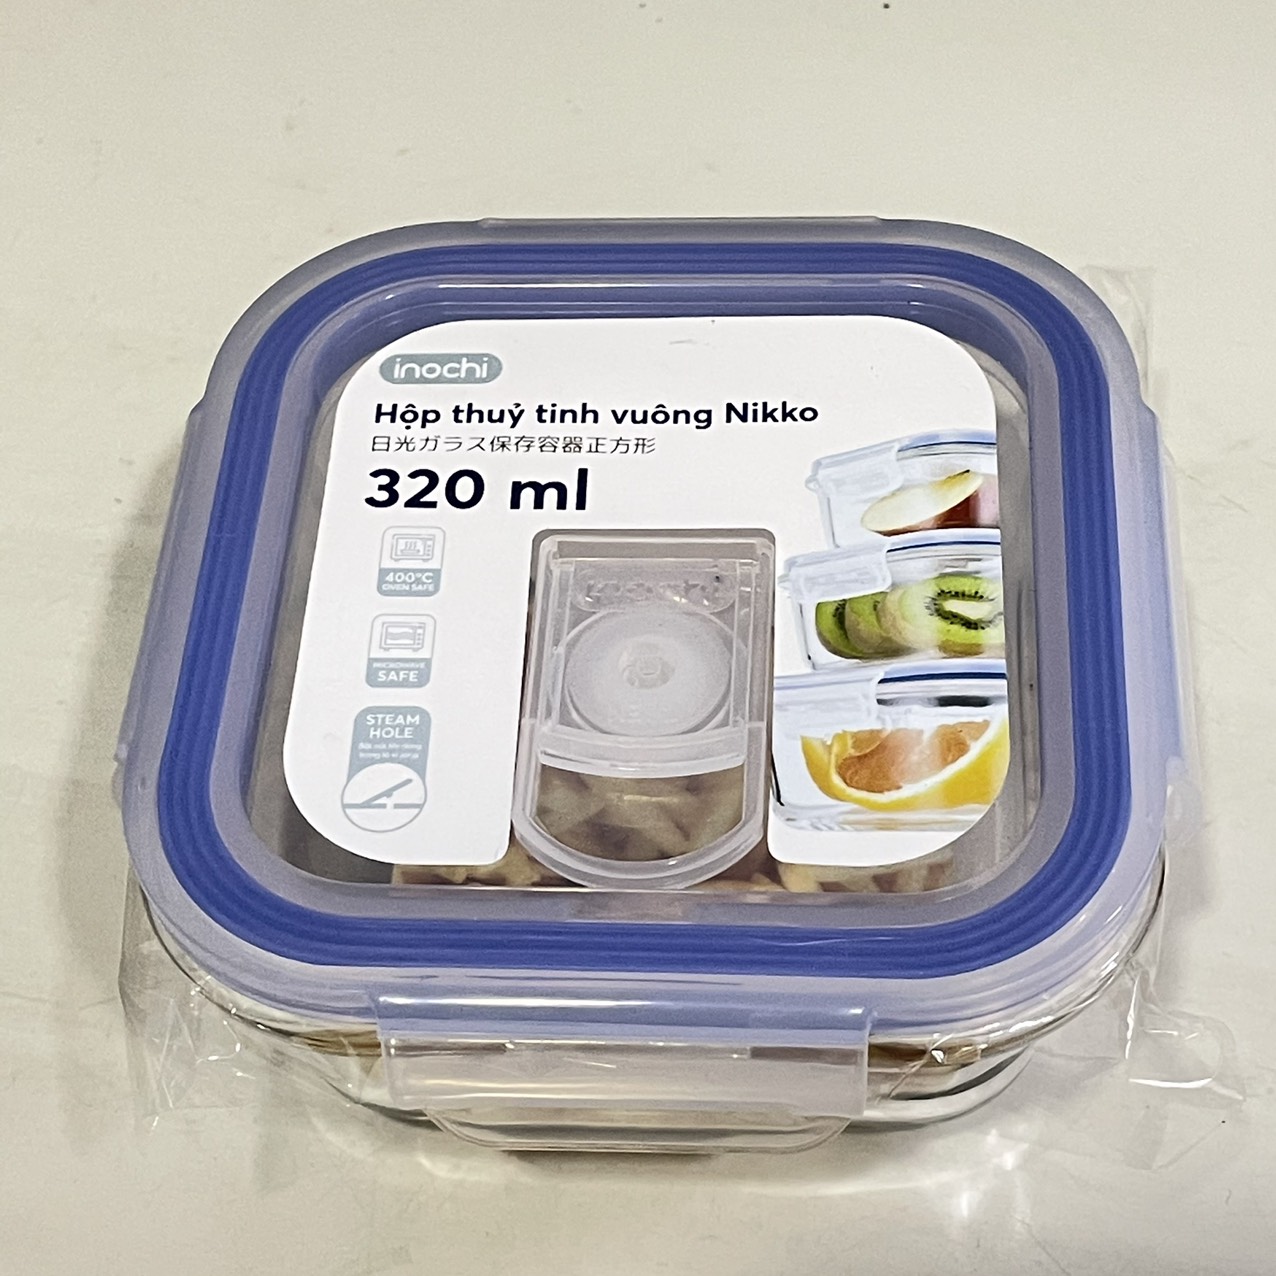 inochi
Hộp thuỷ tinh vuông Nikko
日光ガラス保存容器正方形
320 ml
400°C
OVEN SAFE
MICROWAVE
SAFE
STEAM
HOLE